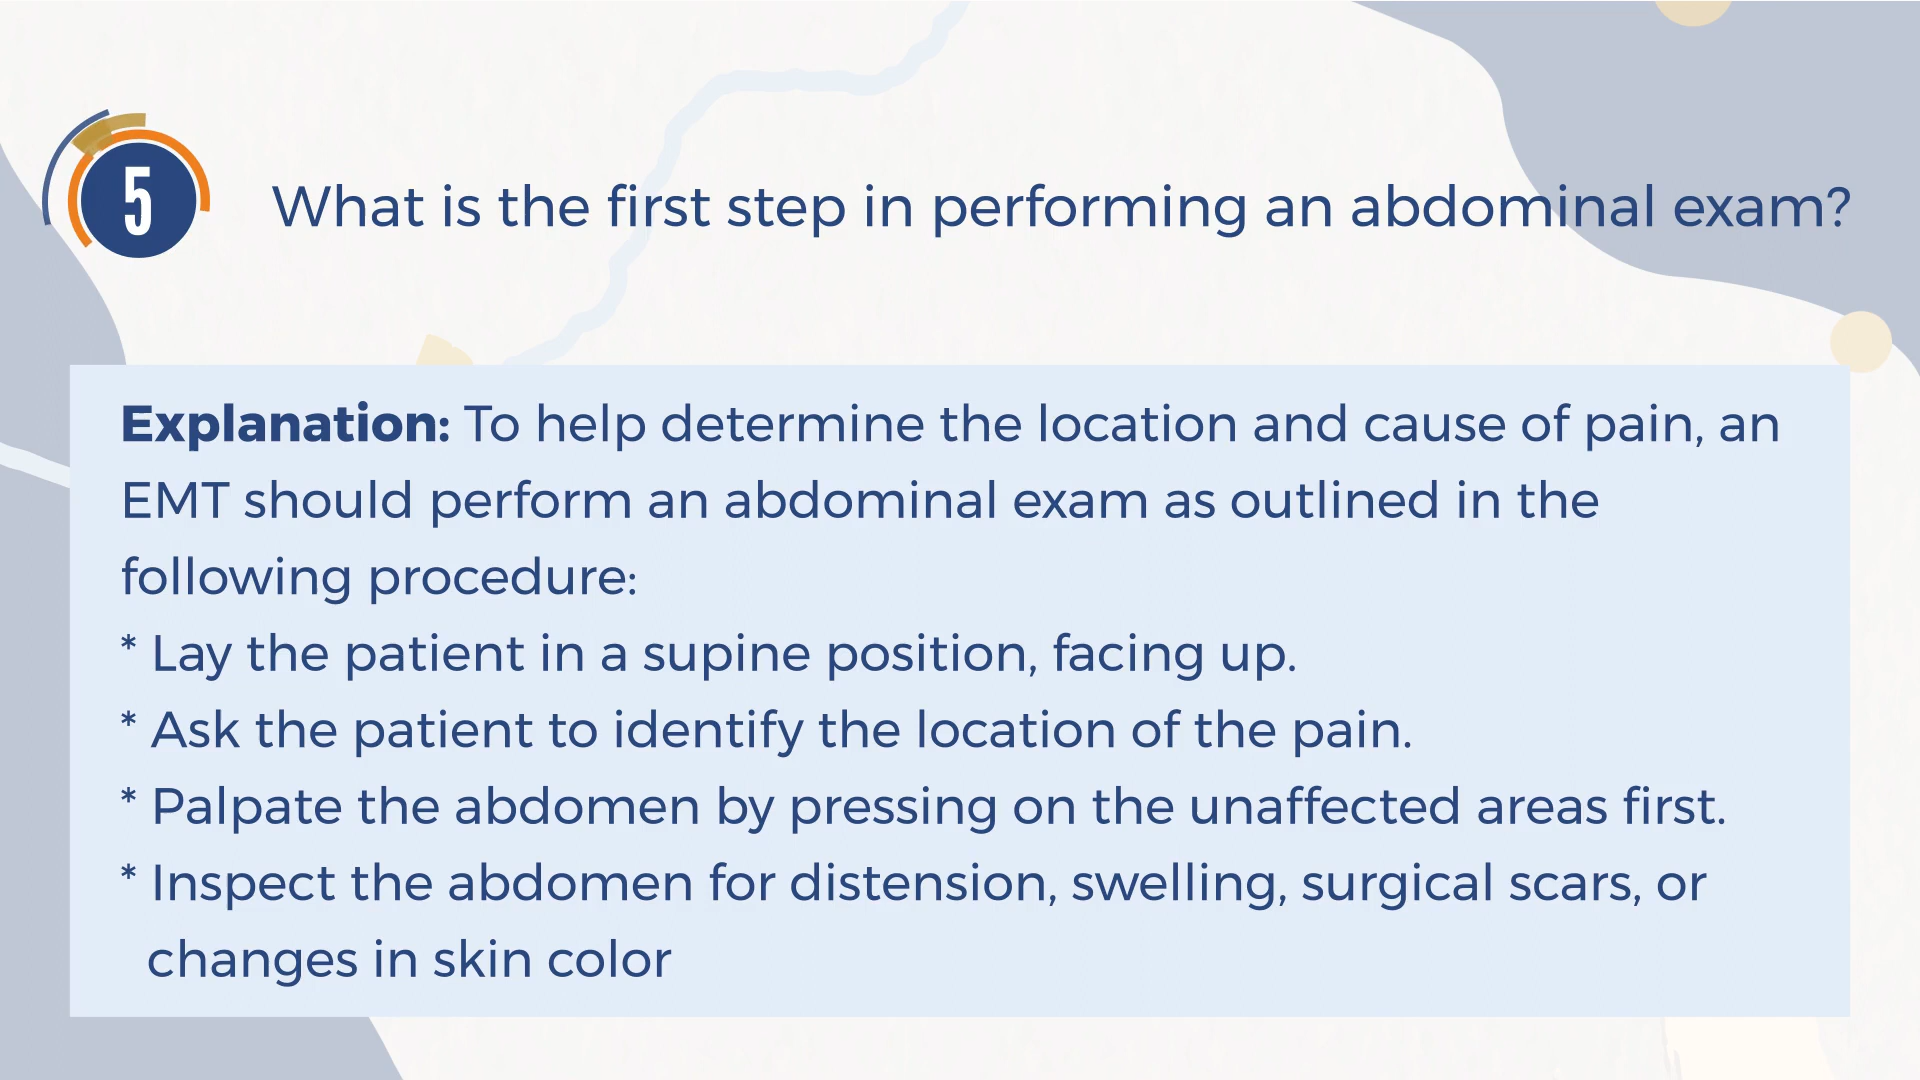 5
What is the first step in performing an abdominal exam?
Explanation: To help determine the location and cause of pain, an
EMT should perform an abdominal exam as outlined in the
following procedure:
* Lay the patient in a supine position, facing up.
* Ask the patient to identify the location of the pain.
* Palpate the abdomen by pressing on the unaffected areas first.
* Inspect the abdomen for distension, swelling, surgical scars, or
changes in skin color